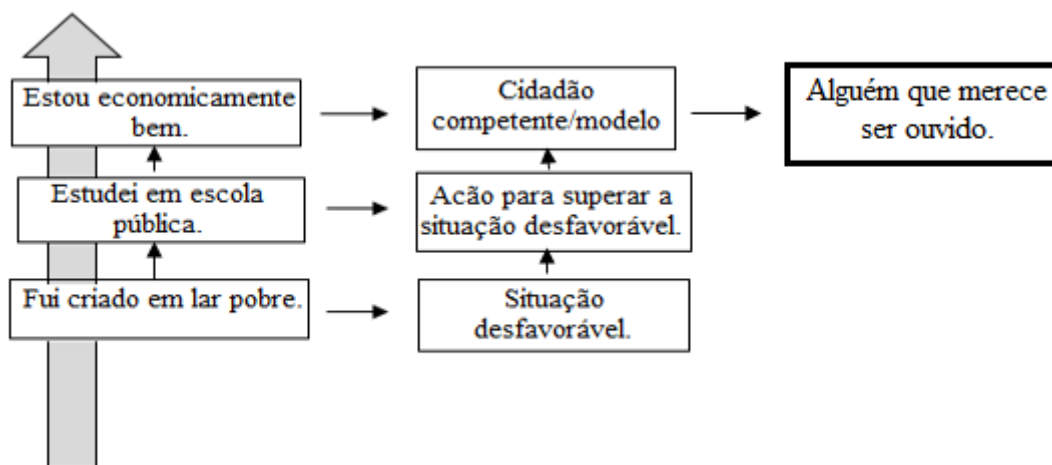 Estou economicamente
bem.
Cidadão
competente/modelo
Alguém que merece
ser ouvido.
Estudei em escola
pública.
Acão para superar a
situação desfavorável.
Fui criado em lar pobre.
Situação
desfavorável.